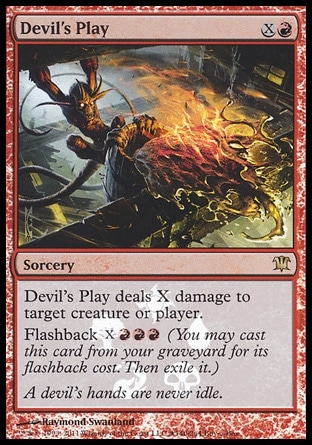 Devil's Play X R
Sorcery
Devil's Play deals X damage to
target creature or player.
Flashback X R R R (You may cast
this card from your graveyard for its
flashback cost. Then exile it.)
A devil's hands are never idle.
Raymond Swanland